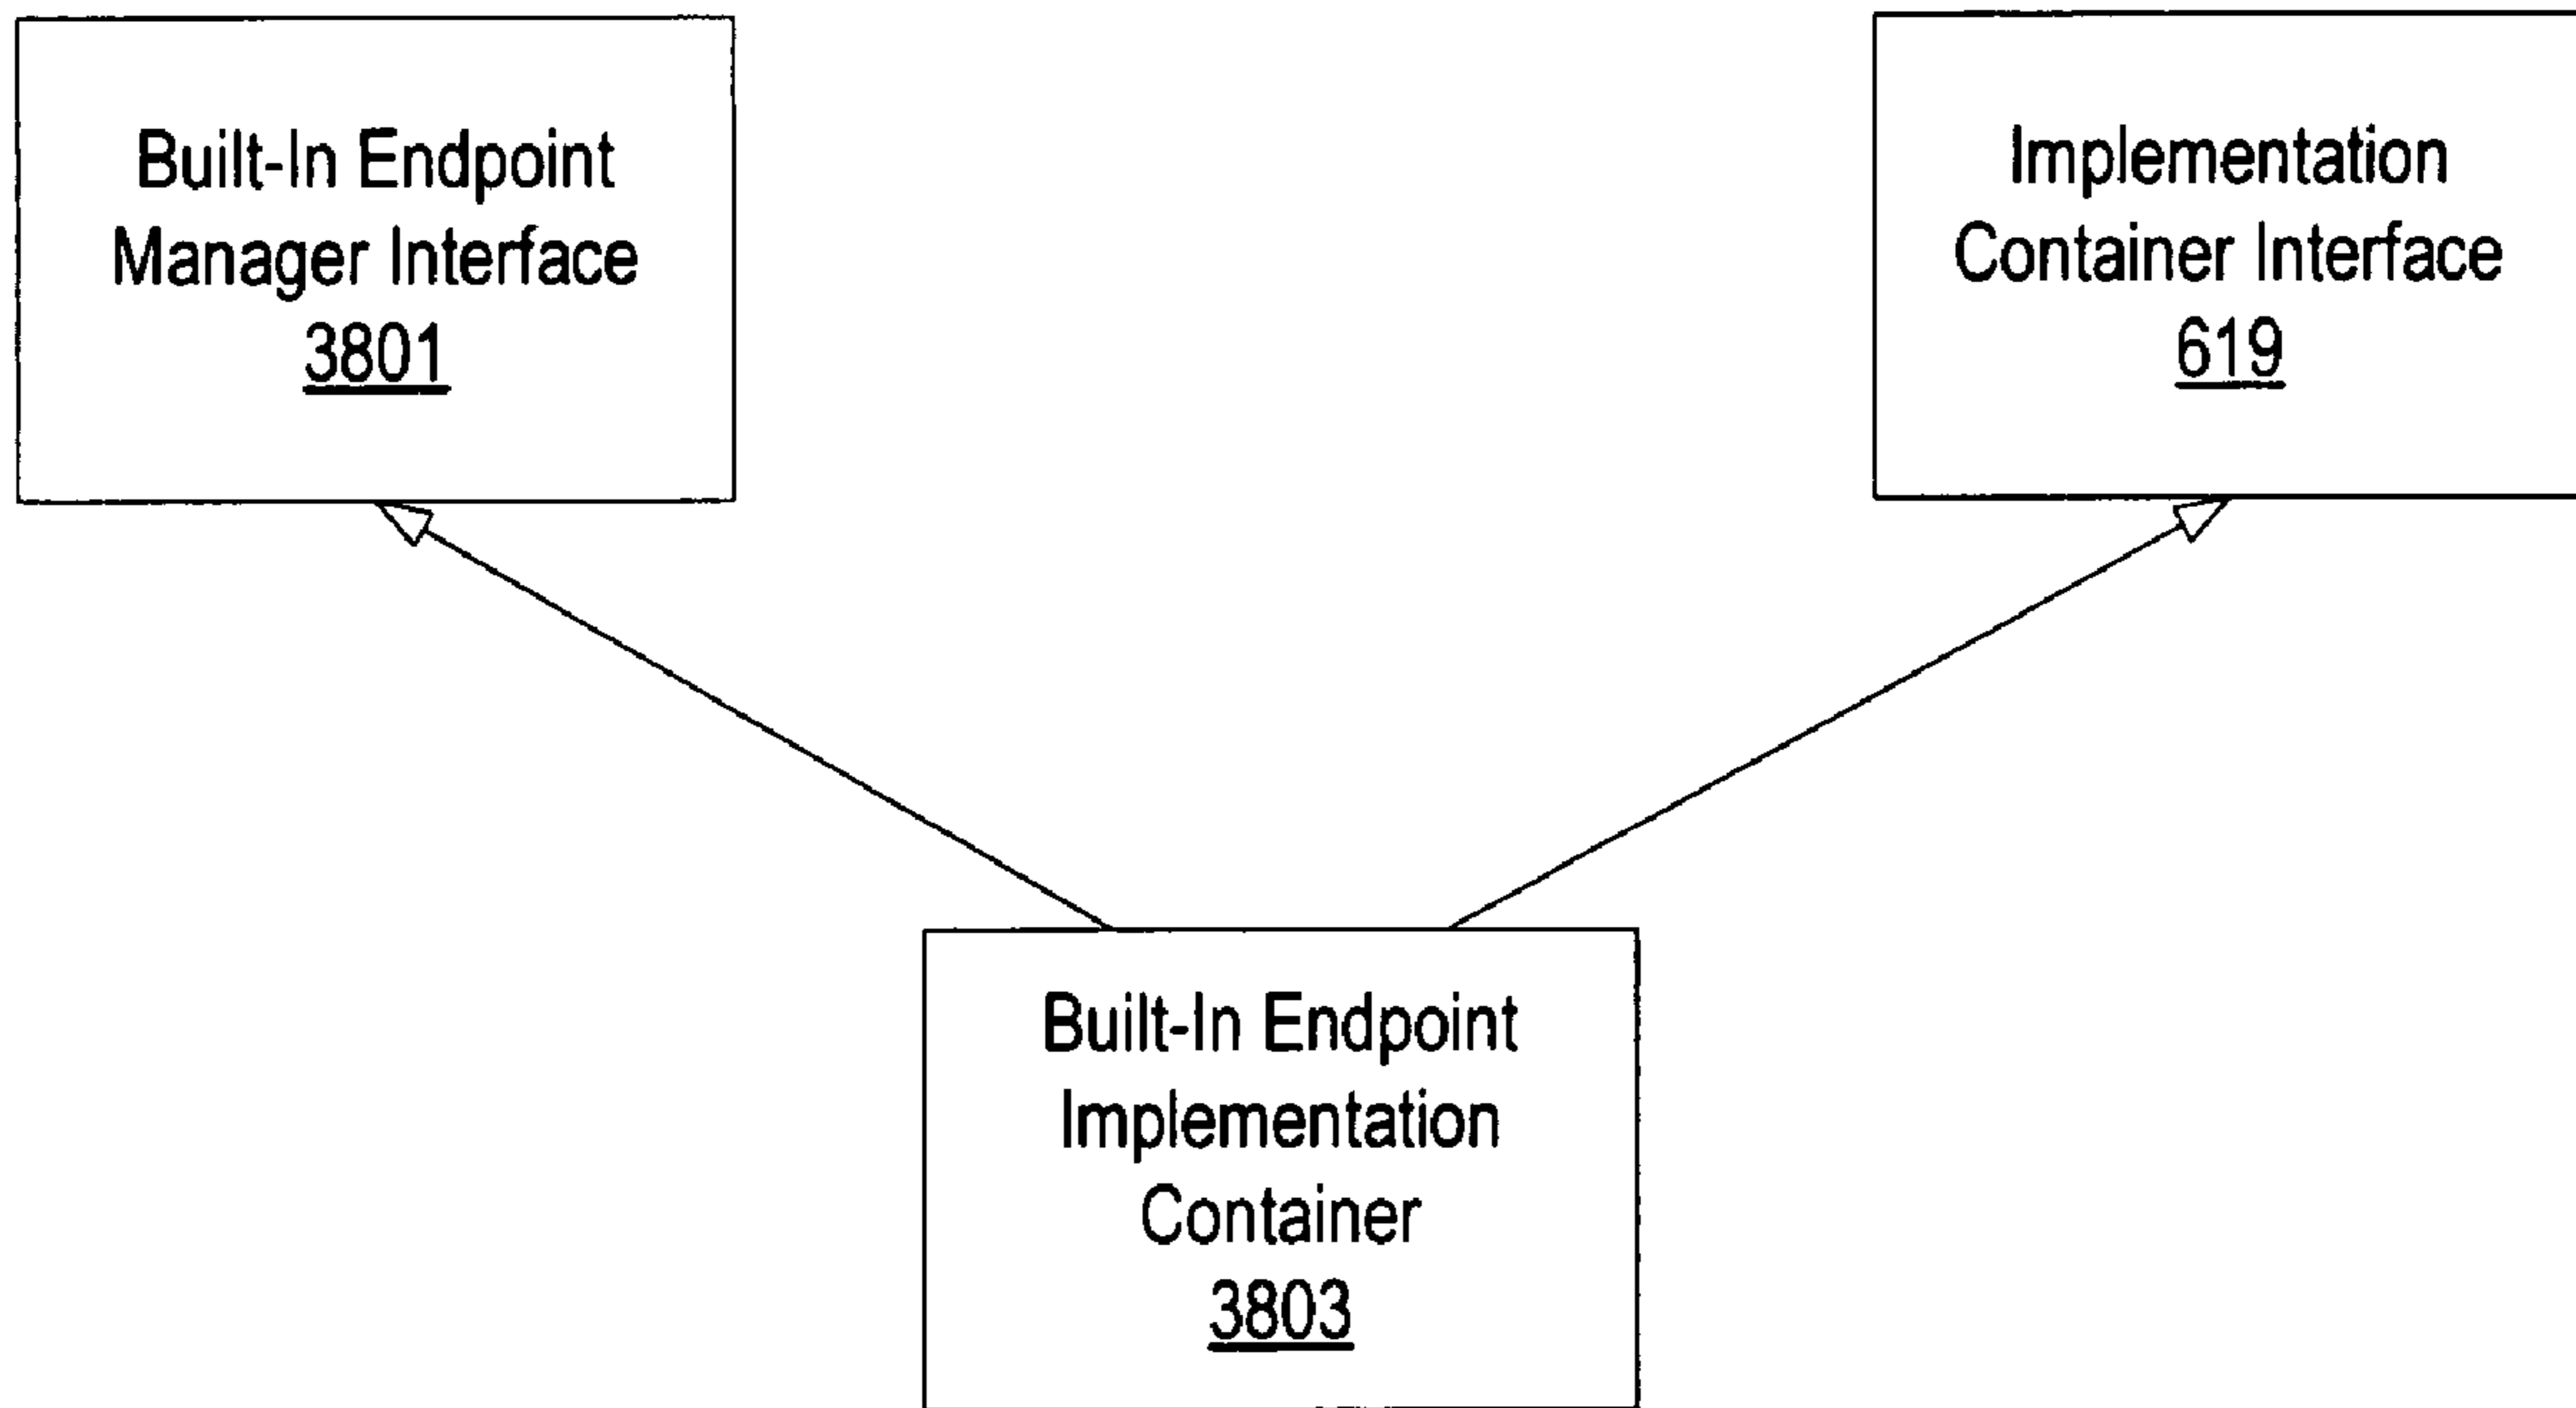 Built-In Endpoint
Manager Interface
3801
Implementation
Container Interface
619
Built-In Endpoint
Implementation
Container
3803